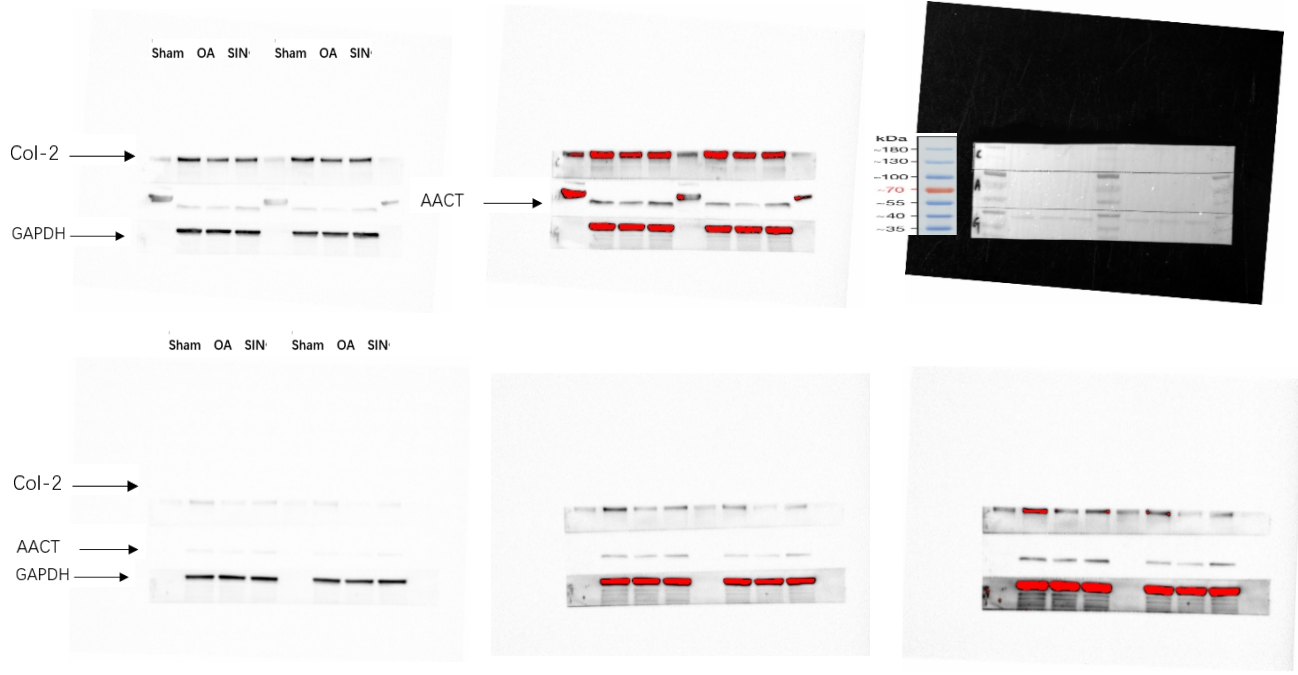 Sham OA SIN Sham OA SIN
Col-2
GAPDH
AACT
kDa
~180
~130
~100
~70
~55
~40
~35
C
A
G
Sham OA SIN Sham OA SIN
Col-2
AACT
GAPDH